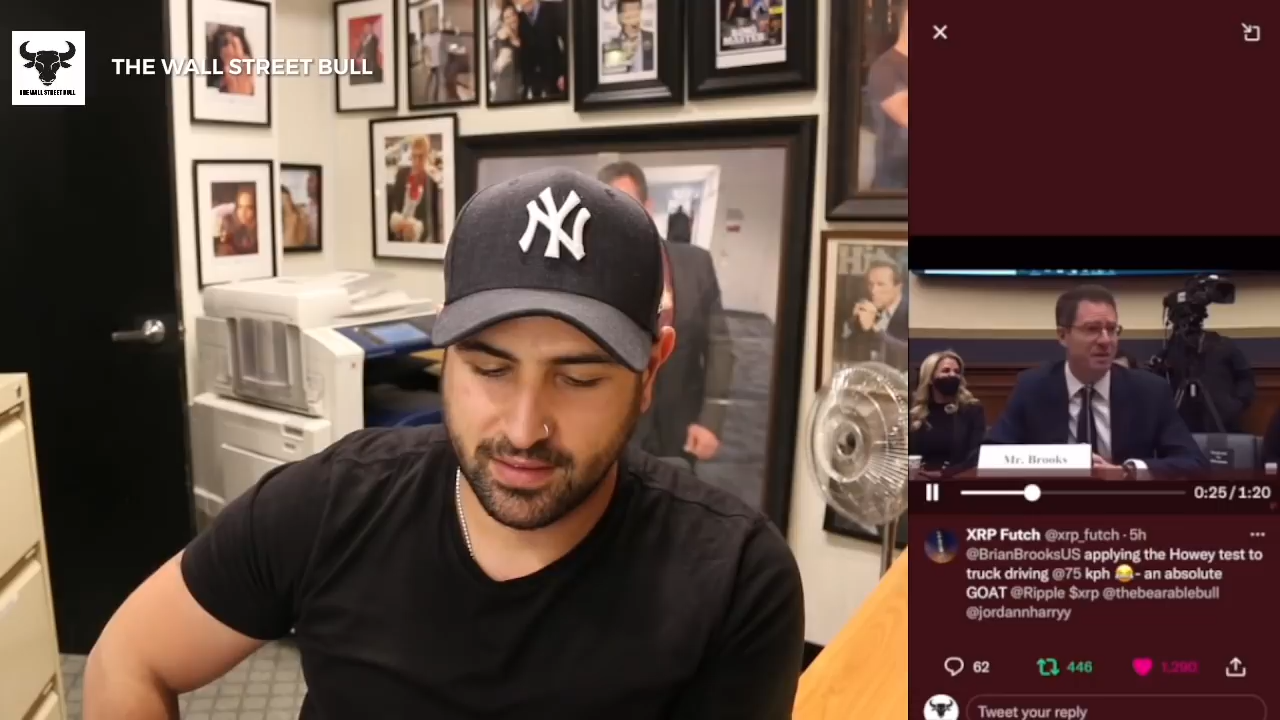 THE WALL STREET BULL
THE WALL STREET BULL
NY
Mr. Brooks
0:25 / 1:20
XRP Futch @xrp_futch · 5h
@BrianBrooksUS applying the Howey test to
truck driving @75 kph 😂 - an absolute
GOAT @Ripple $xrp @thebearablebull
@jordannharryy
62
446
1,290
Tweet your reply